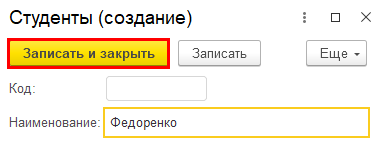 Студенты (создание)
Записать и закрыть Записать Еще
Код:
Наименование: Федоренко